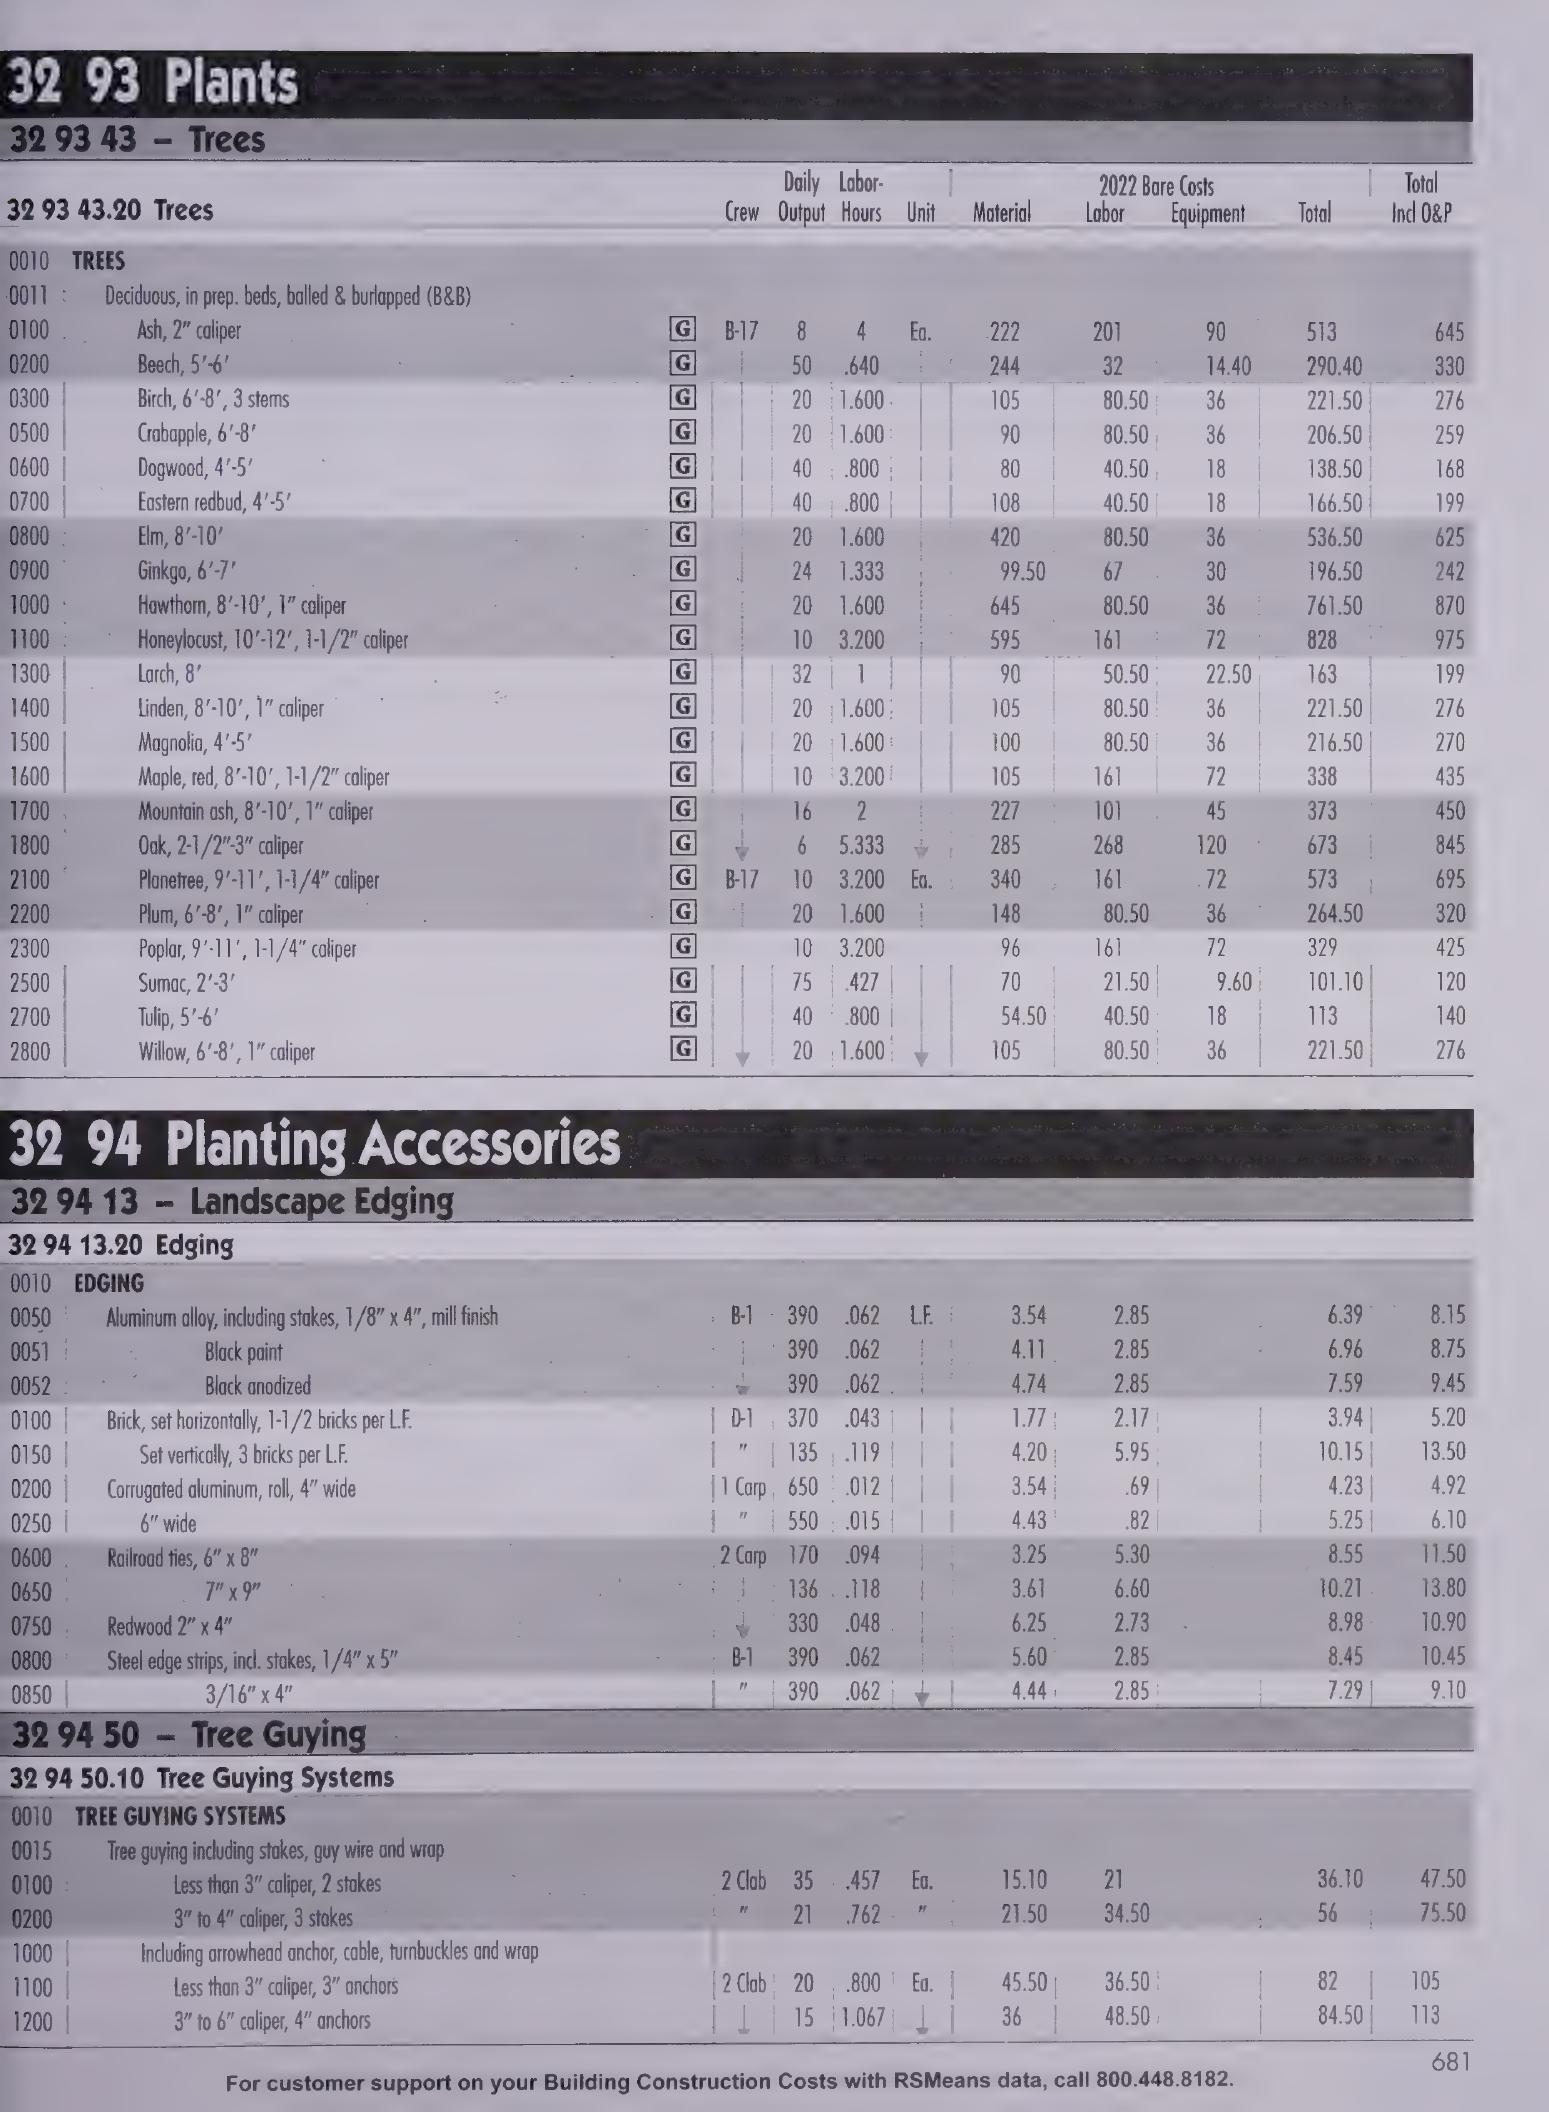 32 93 Plants
32 93 43 – Trees
32 93 43.20 Trees Crew Daily Output Labor-Hours Unit Material Labor Equipment Total Total Incl O&P
2022 Bare Costs
0010 TREES
0011 Deciduous, in prep. beds, balled & burlapped (B&B)
0100 Ash, 2" caliper G B-17 8 4 Ea. 222 201 90 513 645
0200 Beech, 5'-6' G 50 .640 244 32 14.40 290.40 330
0300 Birch, 6'-8', 3 stems G 20 1.600 105 80.50 36 221.50 276
0500 Crabapple, 6'-8' G 20 1.600 90 80.50 36 206.50 259
0600 Dogwood, 4'-5' G 40 .800 80 40.50 18 138.50 168
0700 Eastern redbud, 4'-5' G 40 .800 108 40.50 18 166.50 199
0800 Elm, 8'-10' G 20 1.600 420 80.50 36 536.50 625
0900 Ginkgo, 6'-7' G 24 1.333 99.50 67 30 196.50 242
1000 Hawthorn, 8'-10', 1" caliper G 20 1.600 645 80.50 36 761.50 870
1100 Honeylocust, 10'-12', 1-1/2" caliper G 10 3.200 595 161 72 828 975
1300 Larch, 8' G 32 1 90 50.50 22.50 163 199
1400 Linden, 8'-10', 1" caliper G 20 1.600 105 80.50 36 221.50 276
1500 Magnolia, 4'-5' G 20 1.600 100 80.50 36 216.50 270
1600 Maple, red, 8'-10', 1-1/2" caliper G 10 3.200 105 161 72 338 435
1700 Mountain ash, 8'-10', 1" caliper G 16 2 227 101 45 373 450
1800 Oak, 2-1/2"-3" caliper G 6 5.333 285 268 120 673 845
2100 Planetree, 9'-11', 1-1/4" caliper G B-17 10 3.200 Ea. 340 161 72 573 695
2200 Plum, 6'-8', 1" caliper G 20 1.600 148 80.50 36 264.50 320
2300 Poplar, 9'-11', 1-1/4" caliper G 10 3.200 96 161 72 329 425
2500 Sumac, 2'-3' G 75 .427 70 21.50 9.60 101.10 120
2700 Tulip, 5'-6' G 40 .800 54.50 40.50 18 113 140
2800 Willow, 6'-8', 1" caliper G 20 1.600 105 80.50 36 221.50 276
32 94 Planting Accessories
32 94 13 – Landscape Edging
32 94 13.20 Edging
0010 EDGING
0050 Aluminum alloy, including stakes, 1/8" x 4", mill finish B-1 390 .062 L.F. 3.54 2.85 6.39 8.15
0051 Black paint 390 .062 4.11 2.85 6.96 8.75
0052 Black anodized 390 .062 4.74 2.85 7.59 9.45
0100 Brick, set horizontally, 1-1/2 bricks per L.F. D-1 370 .043 1.77 2.17 3.94 5.20
0150 Set vertically, 3 bricks per L.F. " 135 .119 4.20 5.95 10.15 13.50
0200 Corrugated aluminum, roll, 4" wide 1 Carp 650 .012 3.54 .69 4.23 4.92
0250 6" wide " 550 .015 4.43 .82 5.25 6.10
0600 Railroad ties, 6" x 8" 2 Carp 170 .094 3.25 5.30 8.55 11.50
0650 7" x 9" 136 .118 3.61 6.60 10.21 13.80
0750 Redwood 2" x 4" 330 .048 6.25 2.73 8.98 10.90
0800 Steel edge strips, incl. stakes, 1/4" x 5" B-1 390 .062 5.60 2.85 8.45 10.45
0850 3/16" x 4" " 390 .062 4.44 2.85 7.29 9.10
32 94 50 – Tree Guying
32 94 50.10 Tree Guying Systems
0010 TREE GUYING SYSTEMS
0015 Tree guying including stakes, guy wire and wrap
0100 Less than 3" caliper, 2 stakes 2 Clab 35 .457 Ea. 15.10 21 36.10 47.50
0200 3" to 4" caliper, 3 stakes " 21 .762 " 21.50 34.50 56 75.50
1000 Including arrowhead anchor, cable, turnbuckles and wrap
1100 Less than 3" caliper, 3" anchors 2 Clab 20 .800 Ea. 45.50 36.50 82 105
1200 3" to 6" caliper, 4" anchors 15 1.067 36 48.50 84.50 113
681
For customer support on your Building Construction Costs with RSMeans data, call 800.448.8182.